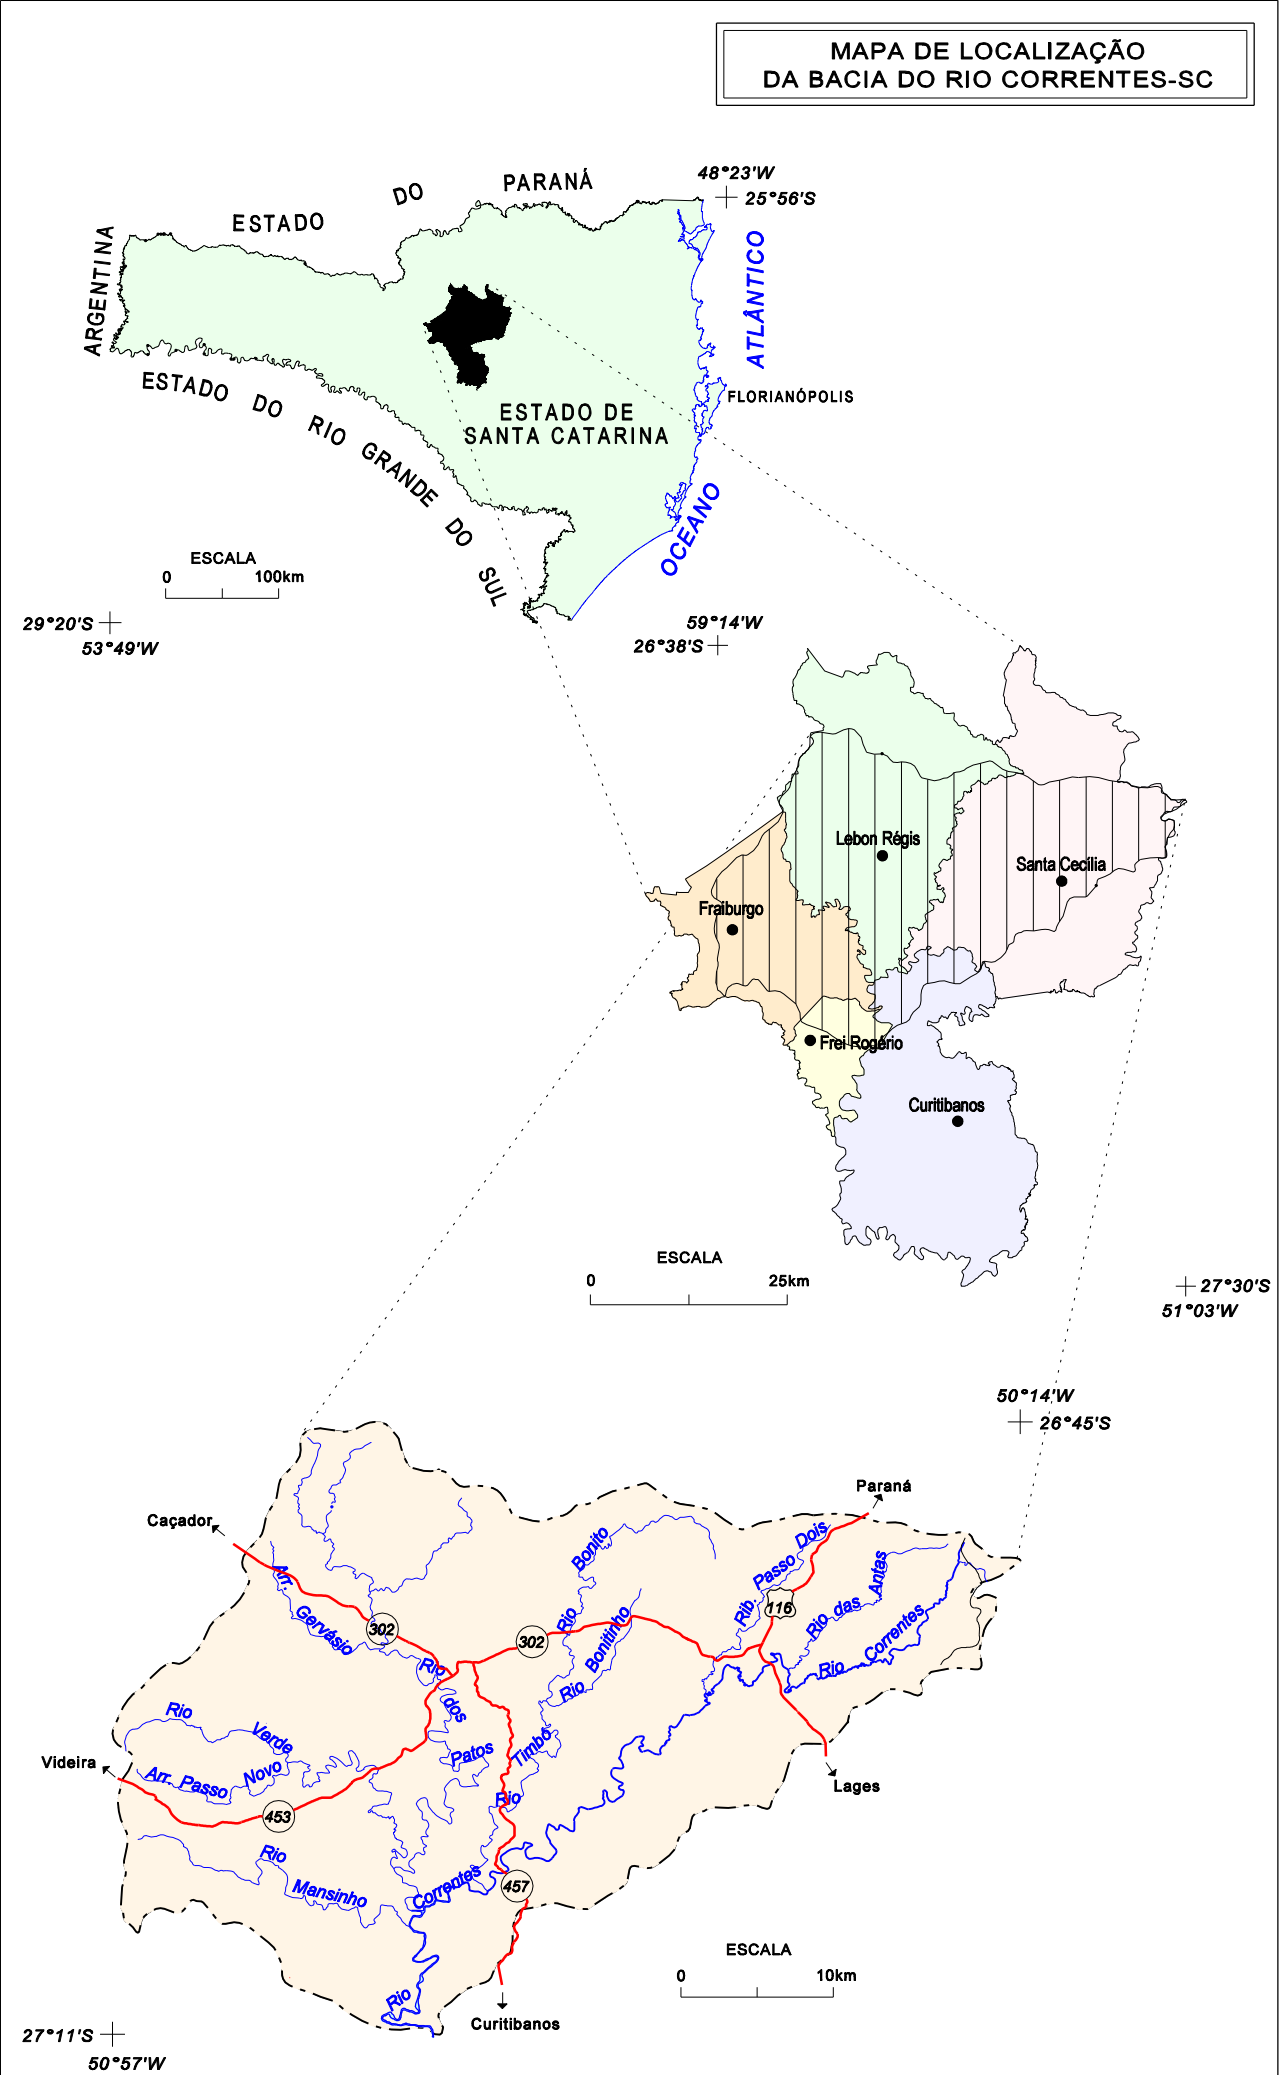 MAPA DE LOCALIZAÇÃO
DA BACIA DO RIO CORRENTES-SC
48°23'W
25°56'S
ESTADO DO PARANÁ
ARGENTINA
ATLÂNTICO
OCEANO
FLORIANÓPOLIS
ESTADO DE
SANTA CATARINA
ESTADO DO RIO GRANDE DO SUL
ESCALA
0 100km
29°20'S
53°49'W
59°14'W
26°38'S
Lebon Régis
Santa Cecília
Fraiburgo
Frei Rogério
Curitibanos
ESCALA
0 25km
27°30'S
51°03'W
50°14'W
26°45'S
Paraná
Caçador
Arr. Gervásio
302
302
Rio Bonito
Rio Bonitinho
Rib. Passo Dois
116
Rio das Antas
Rio Correntes
Rio dos Patos
Rio Verde
Videira
Arr. Passo Novo
453
Rio Timbó
Lages
Rio Mansinho
Rio Correntes
457
Curitibanos
ESCALA
0 10km
27°11'S
50°57'W